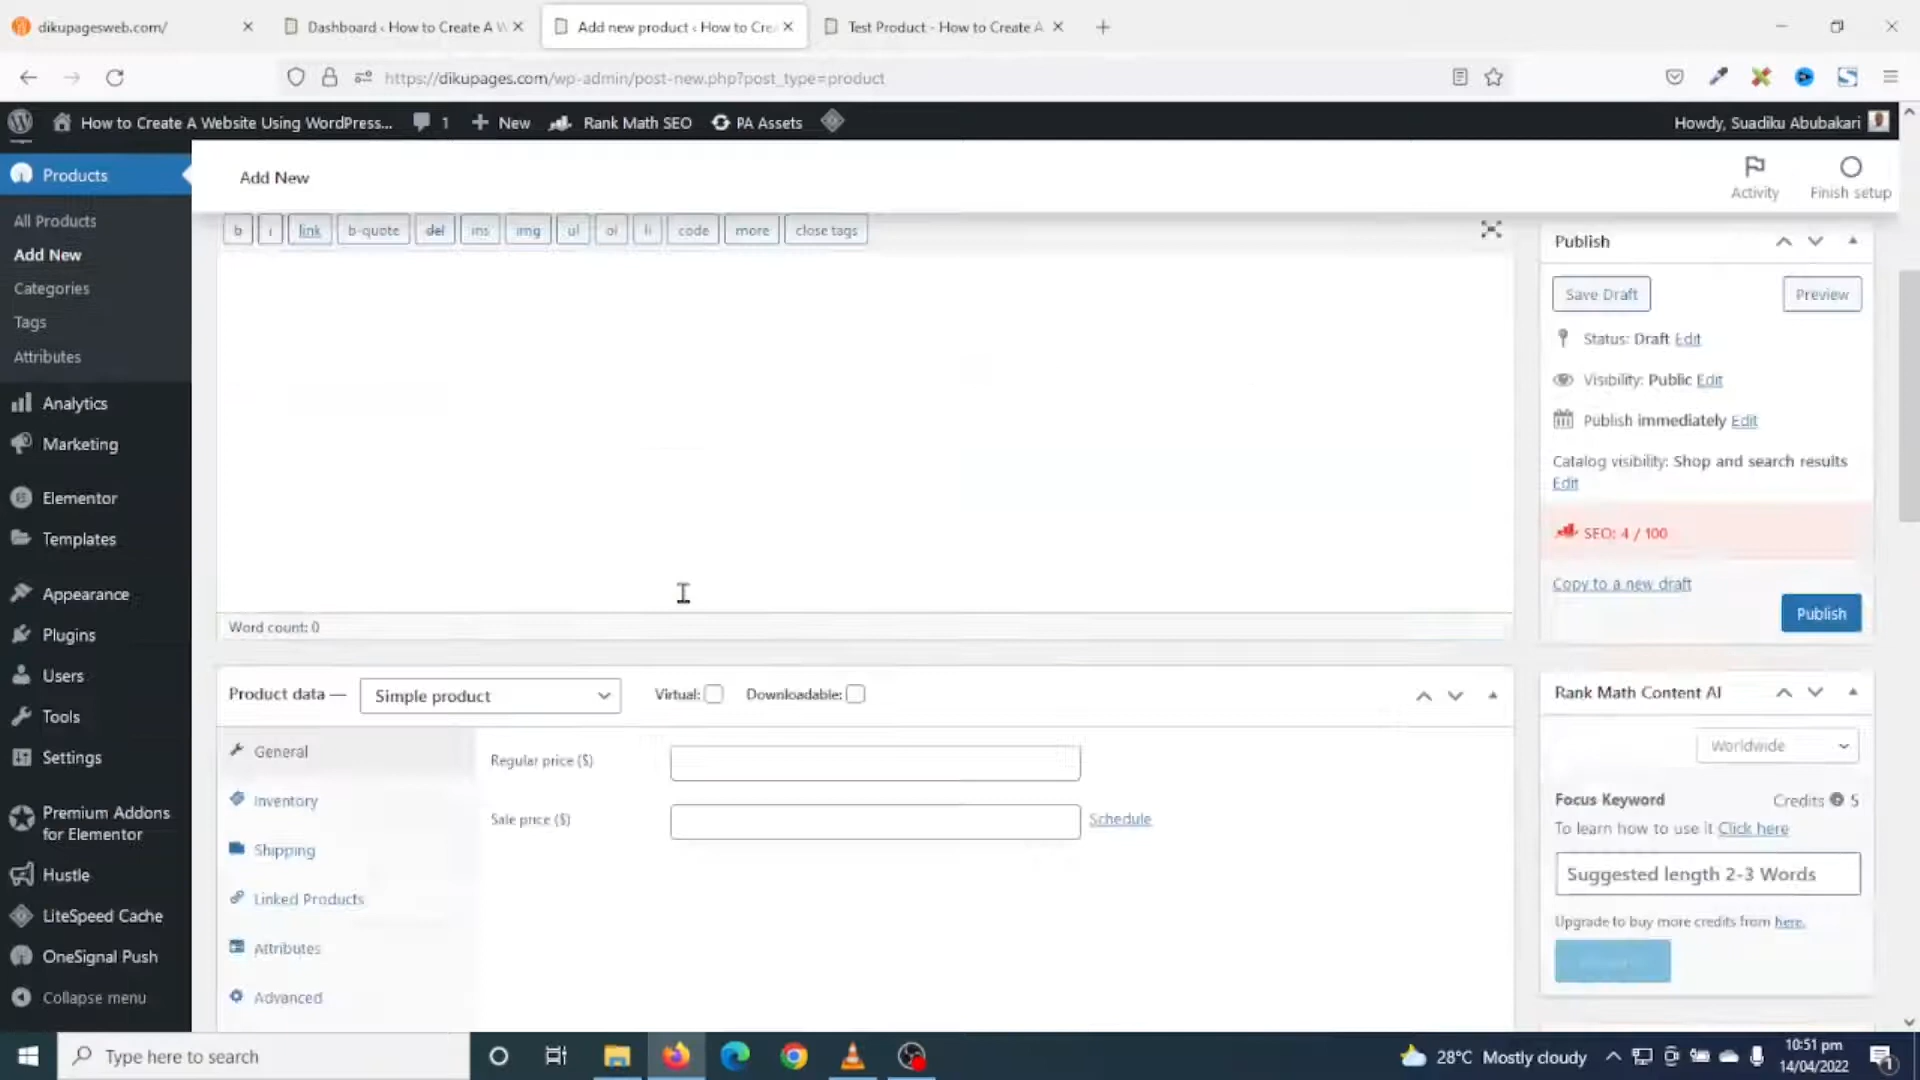 dikupagesweb.com/
Dashboard ‹ How to Create A W
Add new product ‹ How to Cre
Test Product - How to Create A
https://dikupages.com/wp-admin/post-new.php?post_type=product
How to Create A Website Using WordPress...
1
New
Rank Math SEO
PA Assets
Howdy, Suadiku Abubakari
Products
All Products
Add New
Categories
Tags
Attributes
Analytics
Marketing
Elementor
Templates
Appearance
Plugins
Users
Tools
Settings
Premium Addons
for Elementor
Hustle
LiteSpeed Cache
OneSignal Push
Collapse menu
Add New
Activity
Finish setup
b
i
link
b-quote
del
ins
img
ul
ol
li
code
more
close tags
Word count: 0
Product data —
Simple product
Virtual:
Downloadable:
General
Inventory
Shipping
Linked Products
Attributes
Advanced
Regular price ($)
Sale price ($)
Schedule
Publish
Save Draft
Preview
Status: Draft Edit
Visibility: Public Edit
Publish immediately Edit
Catalog visibility: Shop and search results
Edit
SEO: 4 / 100
Copy to a new draft
Publish
Rank Math Content AI
Worldwide
Focus Keyword
Credits 5
To learn how to use it Click here
Suggested length 2-3 Words
Upgrade to buy more credits from here.
Type here to search
28°C Mostly cloudy
10:51 pm
14/04/2022
1